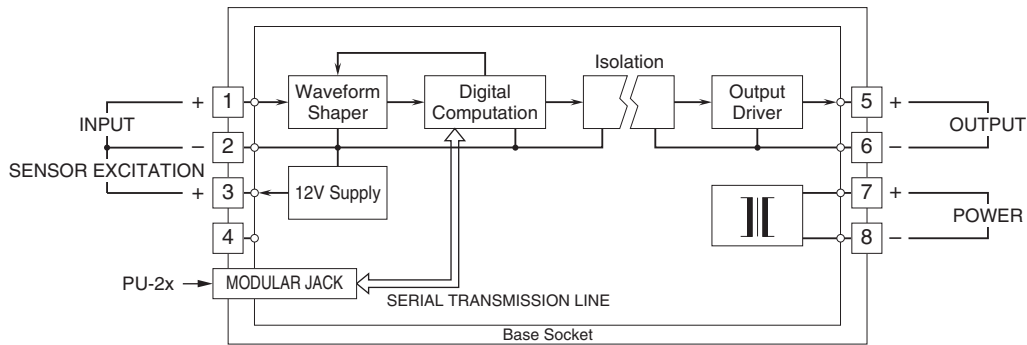 Isolation
Waveform
Shaper
Digital
Computation
Output
Driver
+ 1
5 +
INPUT
OUTPUT
− 2
6 −
SENSOR EXCITATION
+ 3
12V Supply
7 +
POWER
4
8 −
PU-2x
MODULAR JACK
SERIAL TRANSMISSION LINE
Base Socket